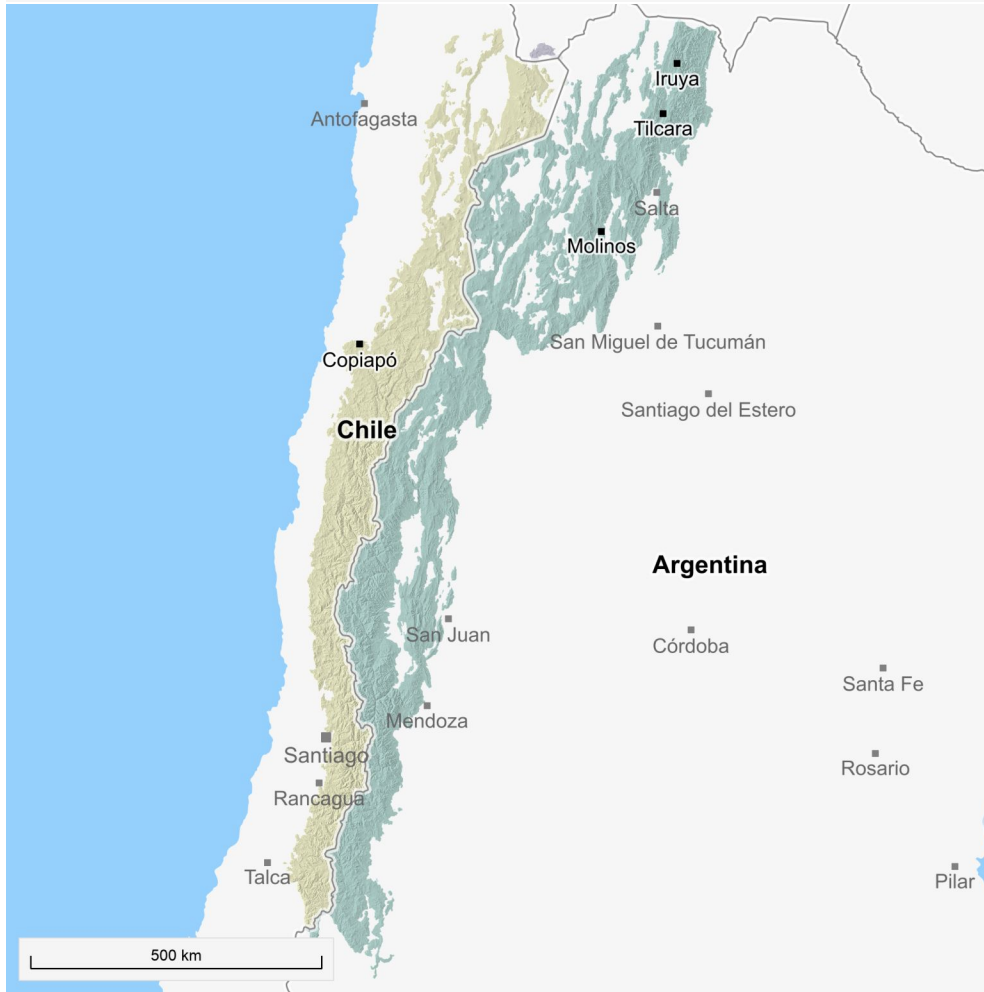 Iruya
Antofagasta
Tilcara
Salta
Molinos
San Miguel de Tucumán
Copiapó
Santiago del Estero
Chile
Argentina
San Juan
Córdoba
Santa Fe
Mendoza
Santiago
Rosario
Rancagua
Talca
Pilar
500 km